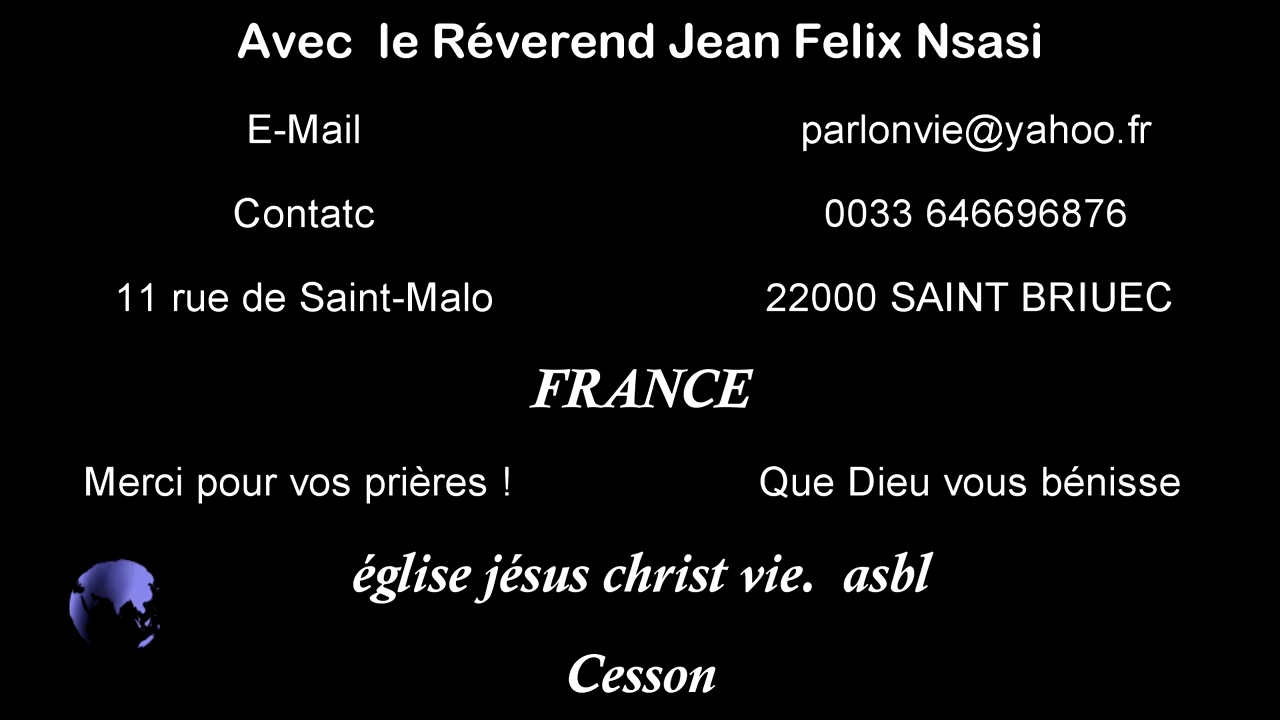 Avec le Réverend Jean Felix Nsasi
E-Mail parlonvie@yahoo.fr
Contatc 0033 646696876
11 rue de Saint-Malo 22000 SAINT BRIUEC
FRANCE
Merci pour vos prières ! Que Dieu vous bénisse
église jésus christ vie. asbl
Cesson